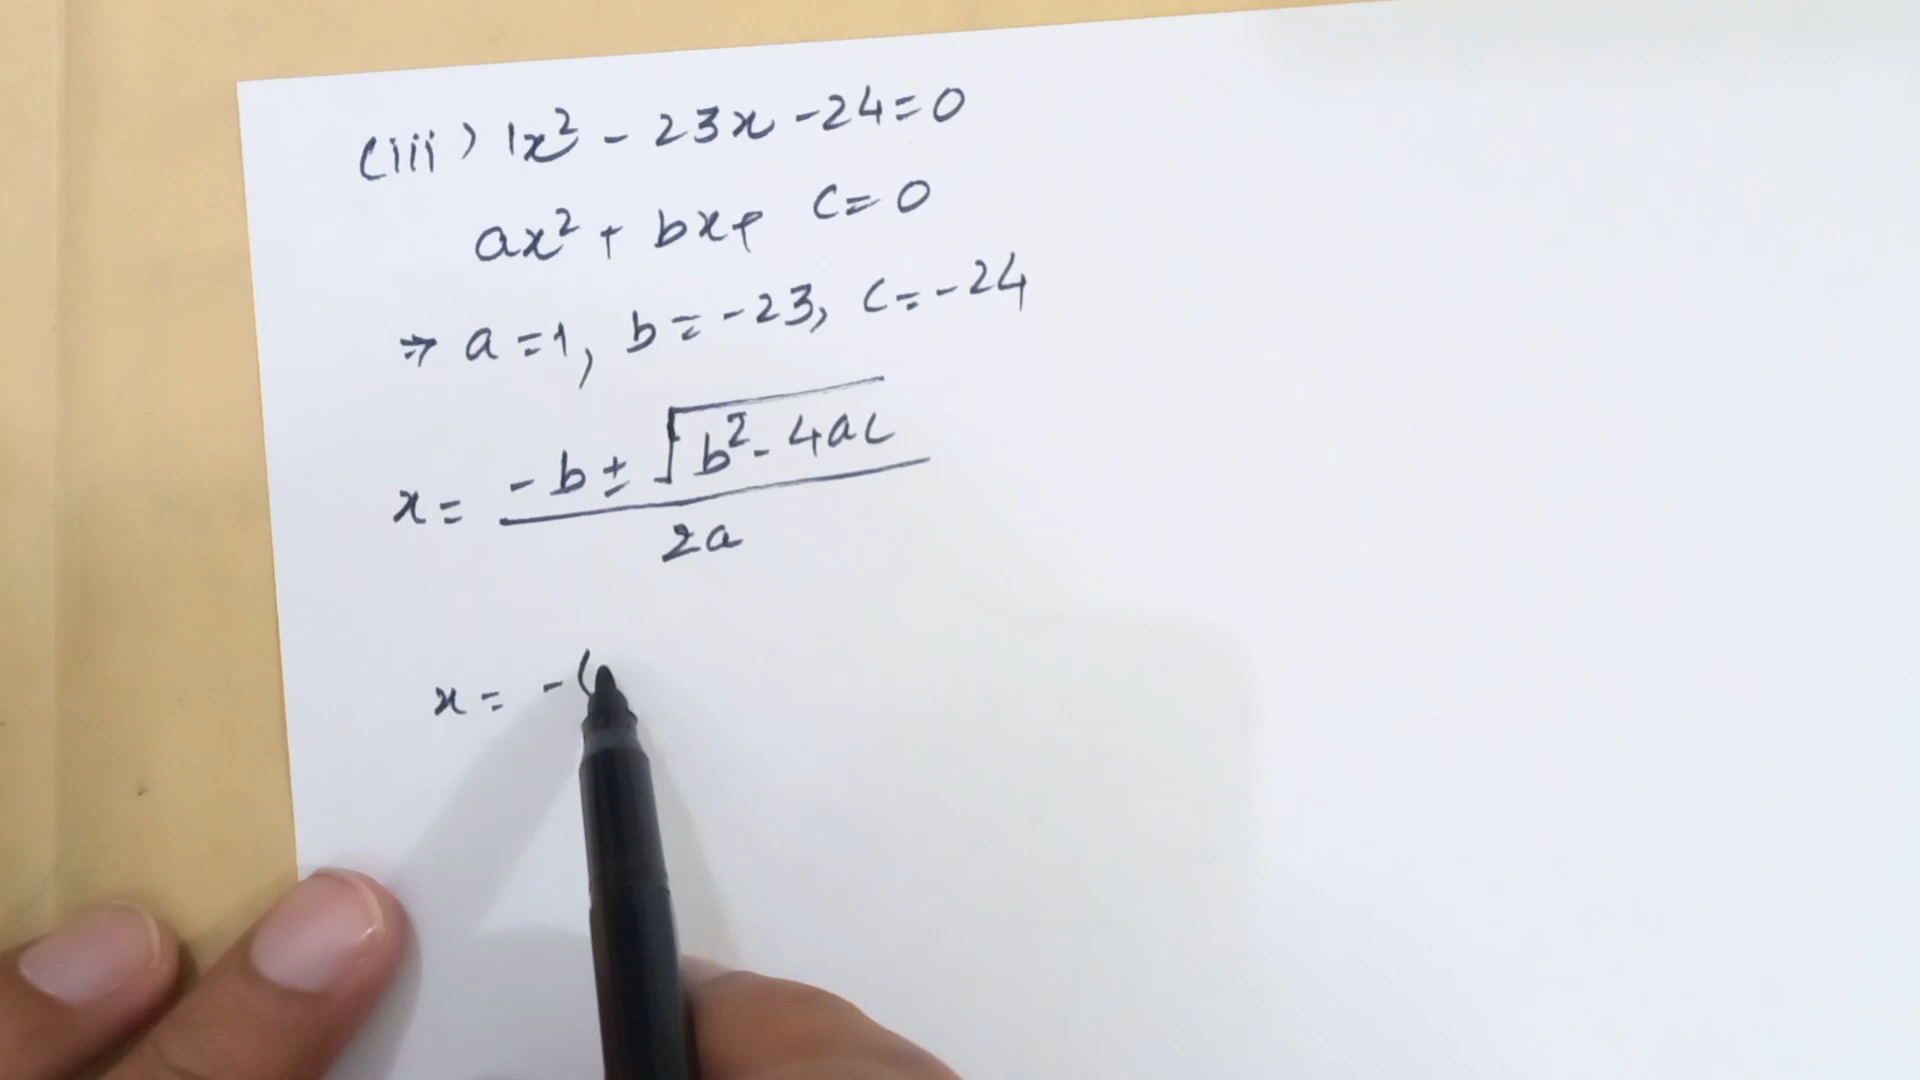 (iii) 1x² - 23x - 24 = 0
ax² + bx + c = 0
⇒ a = 1, b = -23, c = -24
x = (-b ± √(b² - 4ac)) / 2a
x = -(